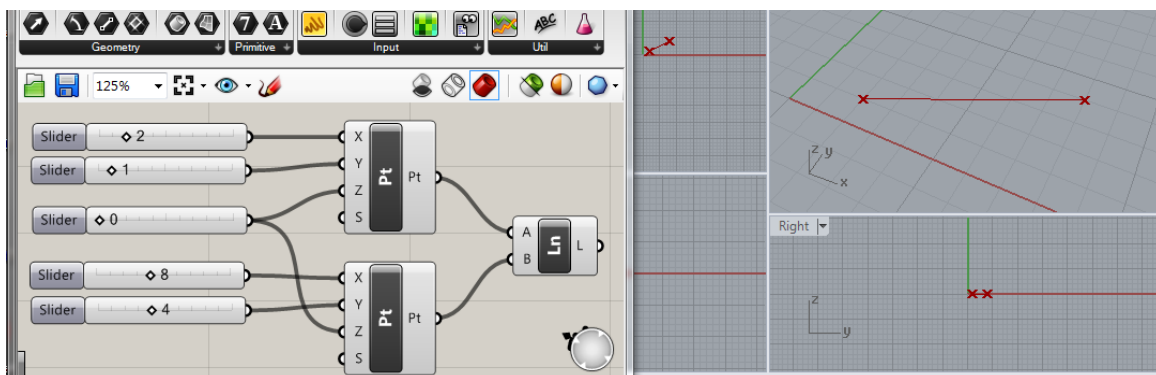 7 A
ABC
Geometry
Primitive
Input
Util
125%
Slider 2
Slider 1
Slider 0
Slider 8
Slider 4
X
Y
Z
S
Pt
Pt
X
Y
Z
S
Pt
Pt
A
B
Ln
L
z y
x
Right
z
y